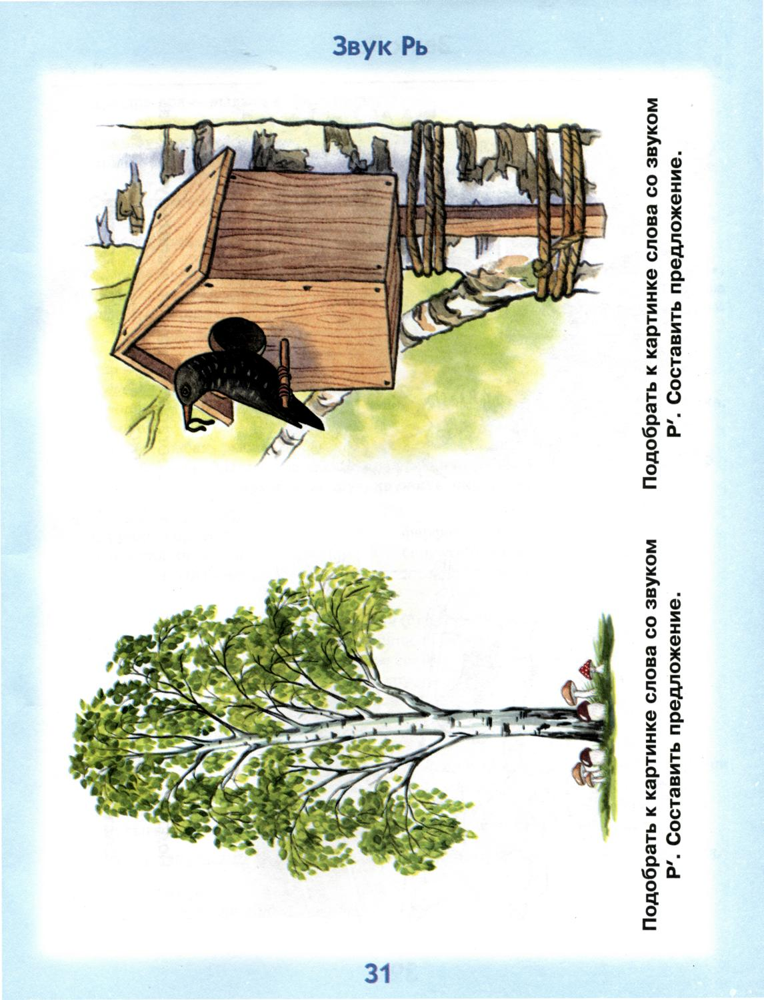 Звук Рь
Подобрать к картинке слова со звуком
Р′. Составить предложение.
Подобрать к картинке слова со звуком
Р′. Составить предложение.
31